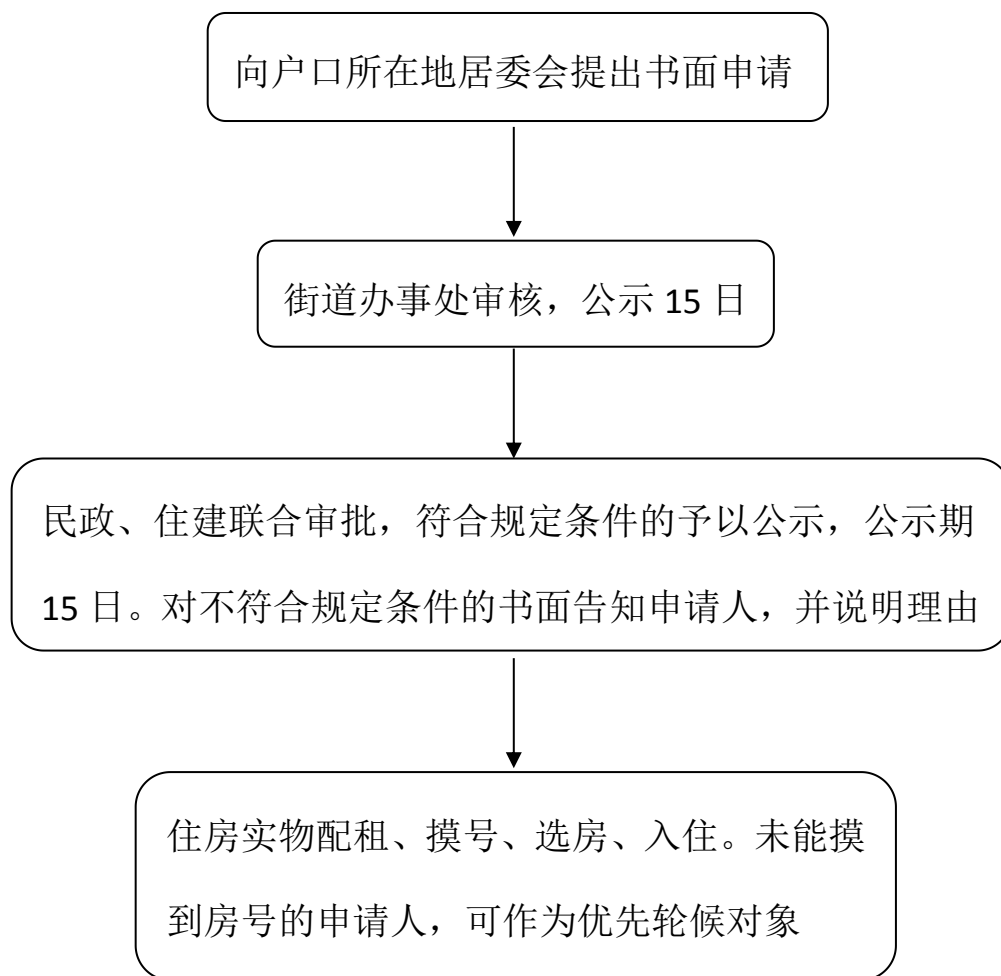 向户口所在地居委会提出书面申请
街道办事处审核，公示 15 日
民政、住建联合审批，符合规定条件的予以公示，公示期
15 日。对不符合规定条件的书面告知申请人，并说明理由
住房实物配租、摸号、选房、入住。未能摸
到房号的申请人，可作为优先轮候对象